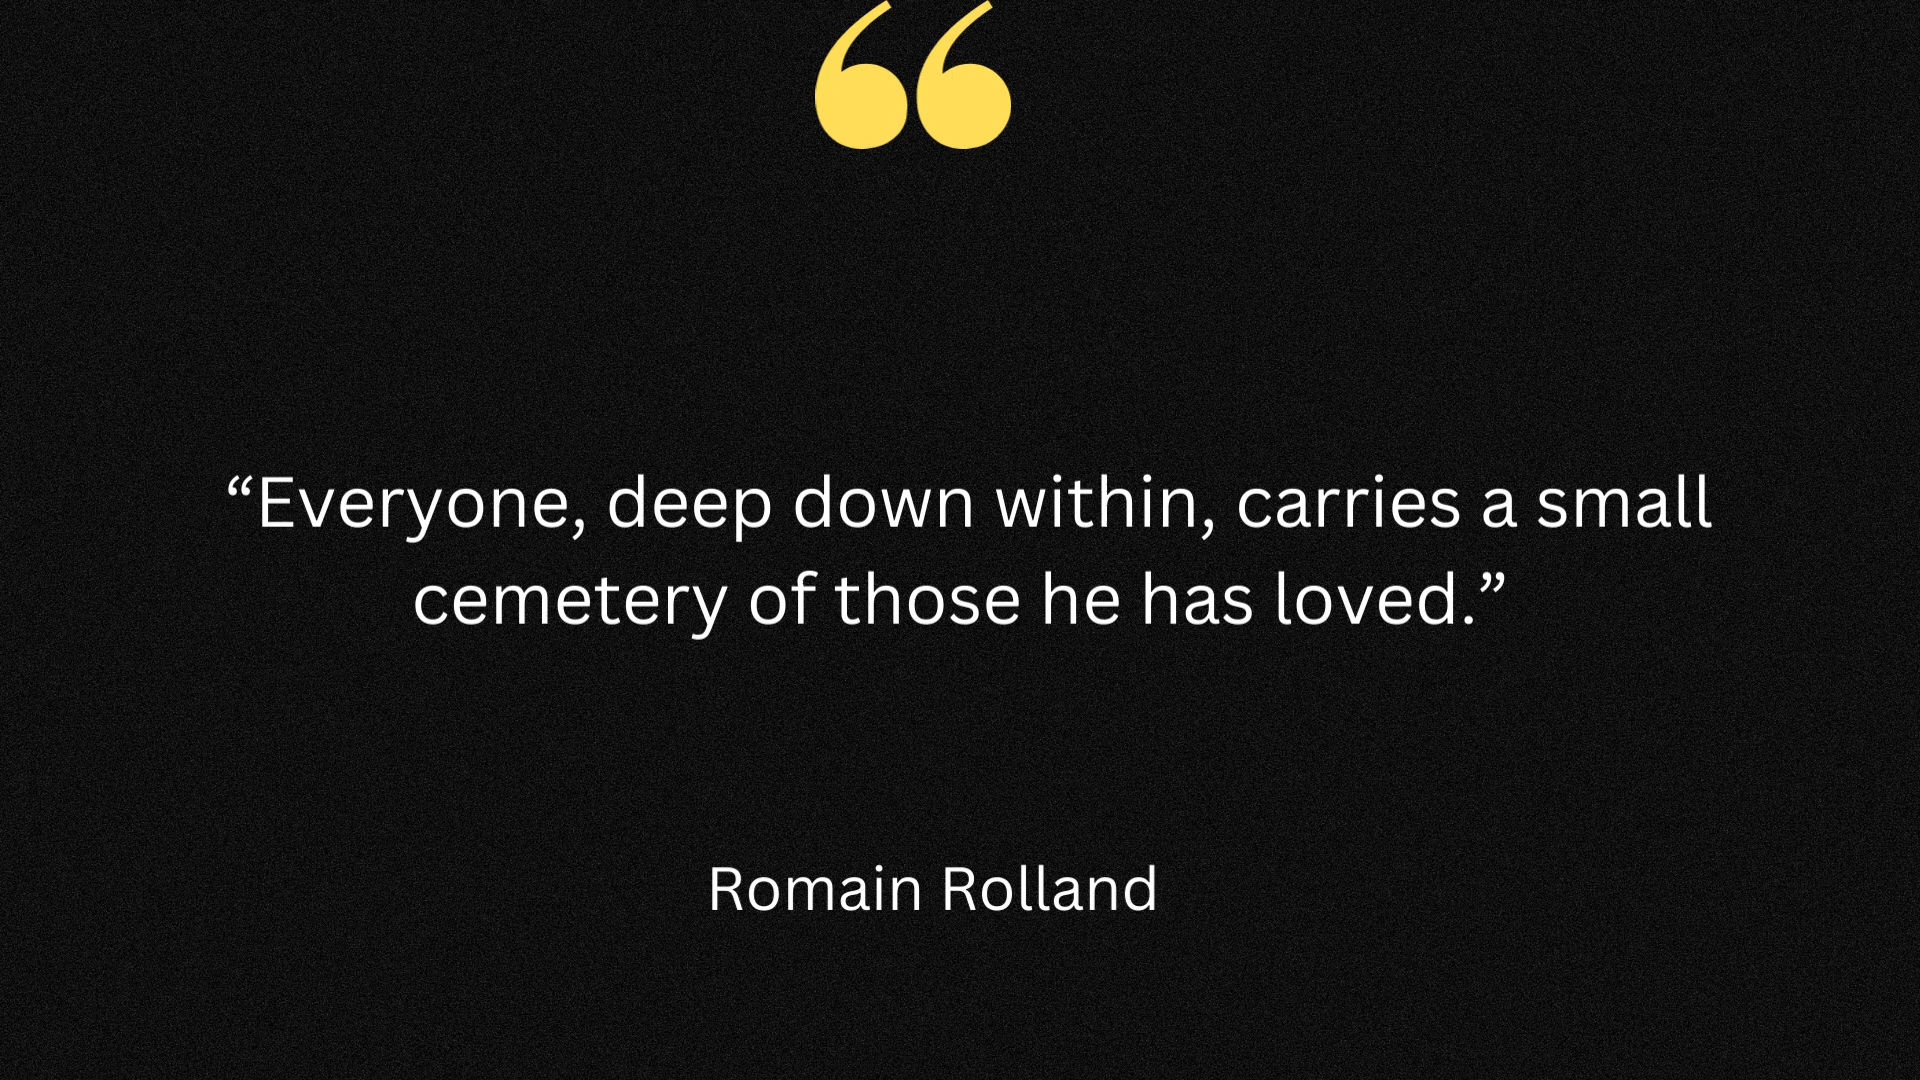 “
“Everyone, deep down within, carries a small
cemetery of those he has loved.”
Romain Rolland